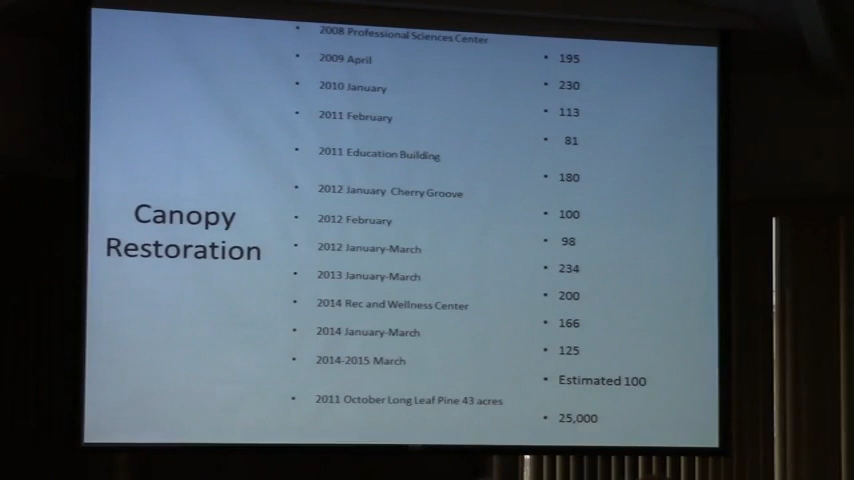 Canopy
Restoration
• 2008 Professional Sciences Center
• 2009 April
• 2010 January
• 2011 February
• 2011 Education Building
• 2012 January Cherry Groove
• 2012 February
• 2012 January-March
• 2013 January-March
• 2014 Rec and Wellness Center
• 2014 January-March
• 2014-2015 March
• 2011 October Long Leaf Pine 43 acres
• 195
• 230
• 113
• 81
• 180
• 100
• 98
• 234
• 200
• 166
• 125
• Estimated 100
• 25,000